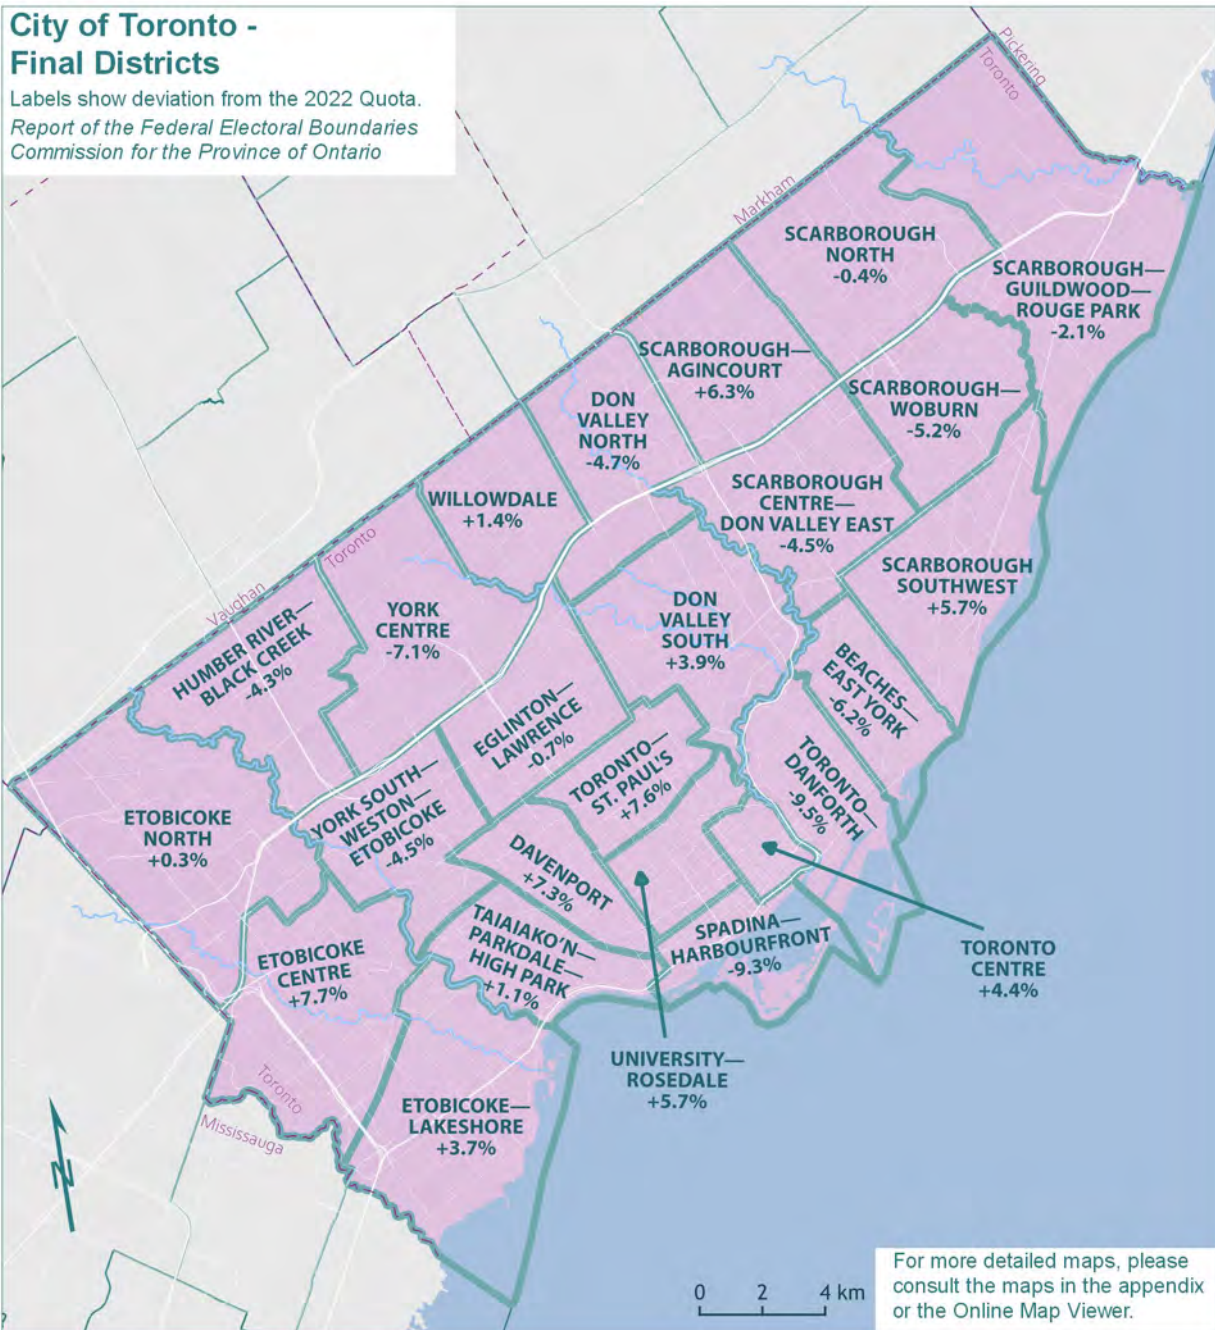 City of Toronto -
Final Districts
Labels show deviation from the 2022 Quota.
Report of the Federal Electoral Boundaries
Commission for the Province of Ontario
Pickering
Toronto
Markham
SCARBOROUGH
NORTH
-0.4%
SCARBOROUGH—
GUILDWOOD—
ROUGE PARK
-2.1%
SCARBOROUGH—
AGINCOURT
+6.3%
SCARBOROUGH—
WOBURN
-5.2%
DON
VALLEY
NORTH
-4.7%
WILLOWDALE
+1.4%
SCARBOROUGH
CENTRE—
DON VALLEY EAST
-4.5%
SCARBOROUGH
SOUTHWEST
+5.7%
Toronto
Vaughan
YORK
CENTRE
-7.1%
DON
VALLEY
SOUTH
+3.9%
HUMBER RIVER—
BLACK CREEK
-4.3%
BEACHES—
EAST YORK
-6.2%
EGLINTON—
LAWRENCE
-0.7%
TORONTO—
ST. PAUL'S
+7.6%
TORONTO—
DANFORTH
-9.5%
YORK SOUTH—
WESTON—
ETOBICOKE
-4.5%
ETOBICOKE
NORTH
+0.3%
DAVENPORT
+7.3%
TAIAIAKO'N—
PARKDALE—
HIGH PARK
+1.1%
SPADINA—
HARBOURFRONT
-9.3%
ETOBICOKE
CENTRE
+7.7%
TORONTO
CENTRE
+4.4%
UNIVERSITY—
ROSEDALE
+5.7%
Toronto
Mississauga
ETOBICOKE—
LAKESHORE
+3.7%
N
0 2 4 km
For more detailed maps, please
consult the maps in the appendix
or the Online Map Viewer.